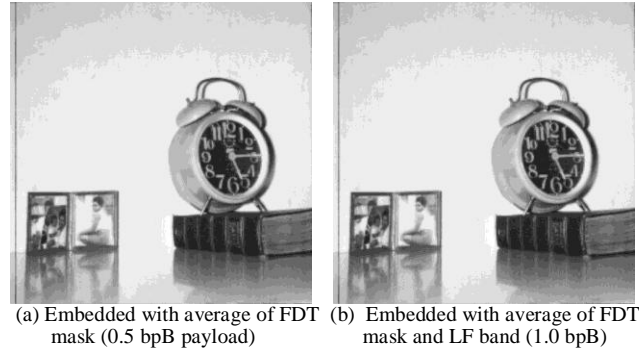 (a) Embedded with average of FDT
mask (0.5 bpB payload)
(b) Embedded with average of FDT
mask and LF band (1.0 bpB)